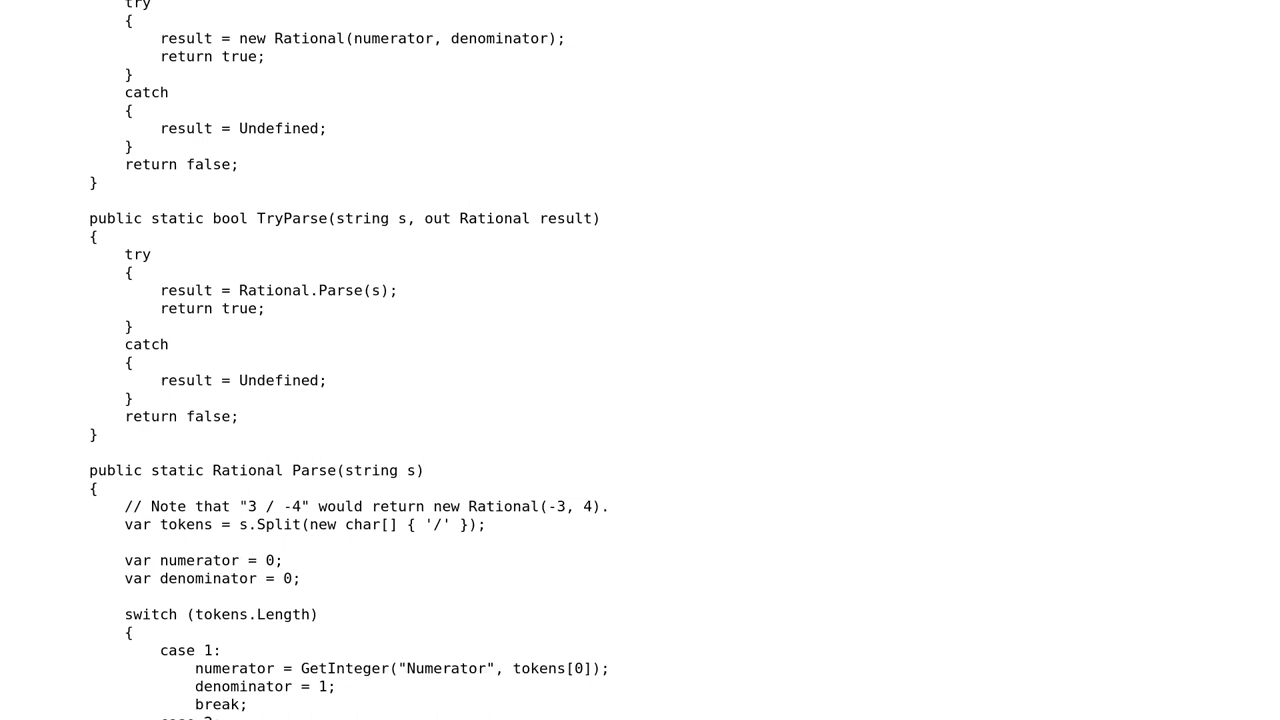 try
{
result = new Rational(numerator, denominator);
return true;
}
catch
{
result = Undefined;
}
return false;
}
public static bool TryParse(string s, out Rational result)
{
try
{
result = Rational.Parse(s);
return true;
}
catch
{
result = Undefined;
}
return false;
}
public static Rational Parse(string s)
{
// Note that "3 / -4" would return new Rational(-3, 4).
var tokens = s.Split(new char[] { '/' });
var numerator = 0;
var denominator = 0;
switch (tokens.Length)
{
case 1:
numerator = GetInteger("Numerator", tokens[0]);
denominator = 1;
break;
case 2: